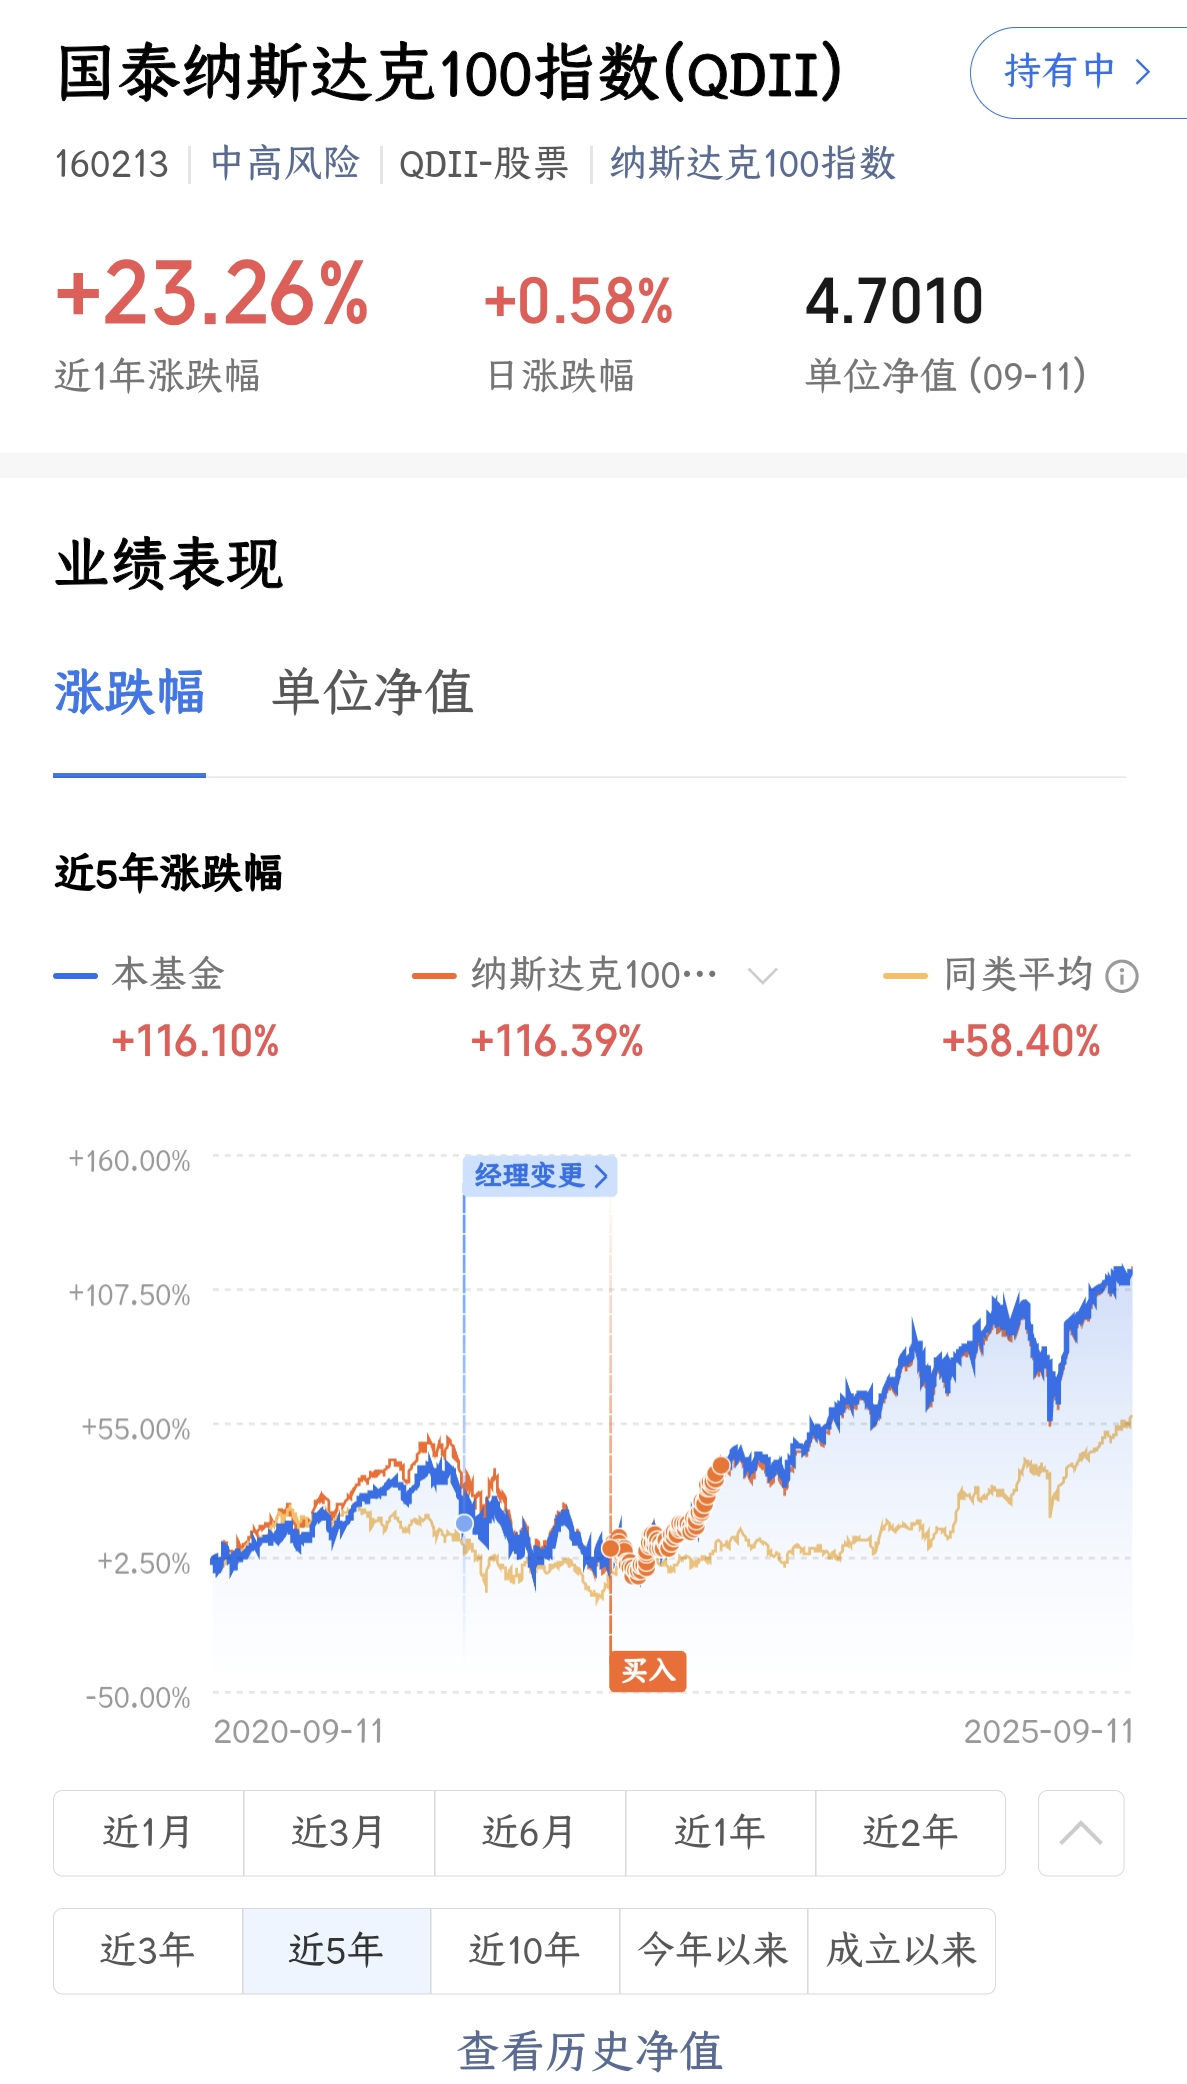 国泰纳斯达克100指数(QDII)
持有中
160213 中高风险 QDII-股票 纳斯达克100指数
+23.26% +0.58% 4.7010
近1年涨跌幅 日涨跌幅 单位净值 (09-11)
业绩表现
涨跌幅 单位净值
近5年涨跌幅
本基金 纳斯达克100··· 同类平均
+116.10% +116.39% +58.40%
+160.00%
经理变更
+107.50%
+55.00%
+2.50%
买入
-50.00%
2020-09-11 2025-09-11
近1月 近3月 近6月 近1年 近2年
近3年 近5年 近10年 今年以来 成立以来
查看历史净值